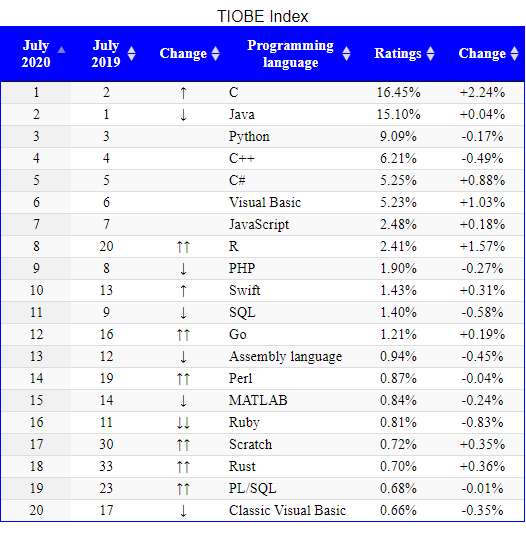 TIOBE Index
July 2020 July 2019 Change Programming language Ratings Change
1 2 ↑ C 16.45% +2.24%
2 1 ↓ Java 15.10% +0.04%
3 3 Python 9.09% -0.17%
4 4 C++ 6.21% -0.49%
5 5 C# 5.25% +0.88%
6 6 Visual Basic 5.23% +1.03%
7 7 JavaScript 2.48% +0.18%
8 20 ↑↑ R 2.41% +1.57%
9 8 ↓ PHP 1.90% -0.27%
10 13 ↑ Swift 1.43% +0.31%
11 9 ↓ SQL 1.40% -0.58%
12 16 ↑↑ Go 1.21% +0.19%
13 12 ↓ Assembly language 0.94% -0.45%
14 19 ↑↑ Perl 0.87% -0.04%
15 14 ↓ MATLAB 0.84% -0.24%
16 11 ↓↓ Ruby 0.81% -0.83%
17 30 ↑↑ Scratch 0.72% +0.35%
18 33 ↑↑ Rust 0.70% +0.36%
19 23 ↑↑ PL/SQL 0.68% -0.01%
20 17 ↓ Classic Visual Basic 0.66% -0.35%